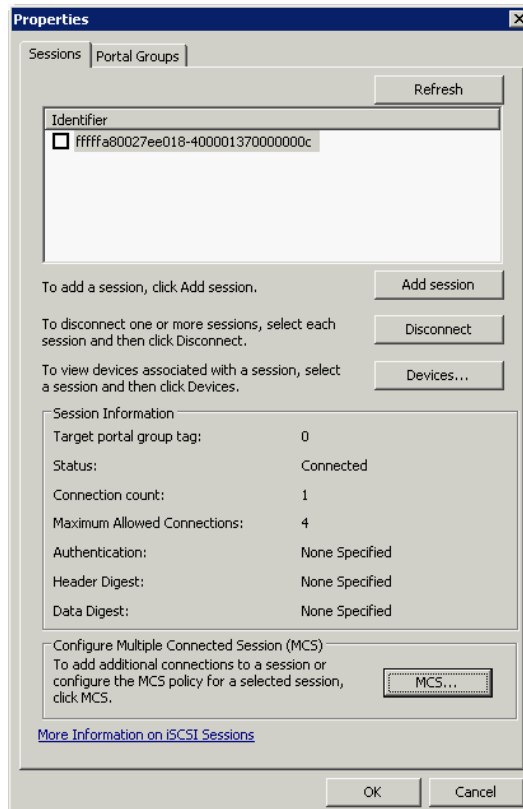 Properties
Sessions Portal Groups
Refresh
Identifier
fffffa80027ee018-400001370000000c
To add a session, click Add session.
Add session
To disconnect one or more sessions, select each
session and then click Disconnect.
Disconnect
To view devices associated with a session, select
a session and then click Devices.
Devices...
Session Information
Target portal group tag: 0
Status: Connected
Connection count: 1
Maximum Allowed Connections: 4
Authentication: None Specified
Header Digest: None Specified
Data Digest: None Specified
Configure Multiple Connected Session (MCS)
To add additional connections to a session or
configure the MCS policy for a selected session,
click MCS.
MCS...
More Information on iSCSI Sessions
OK Cancel